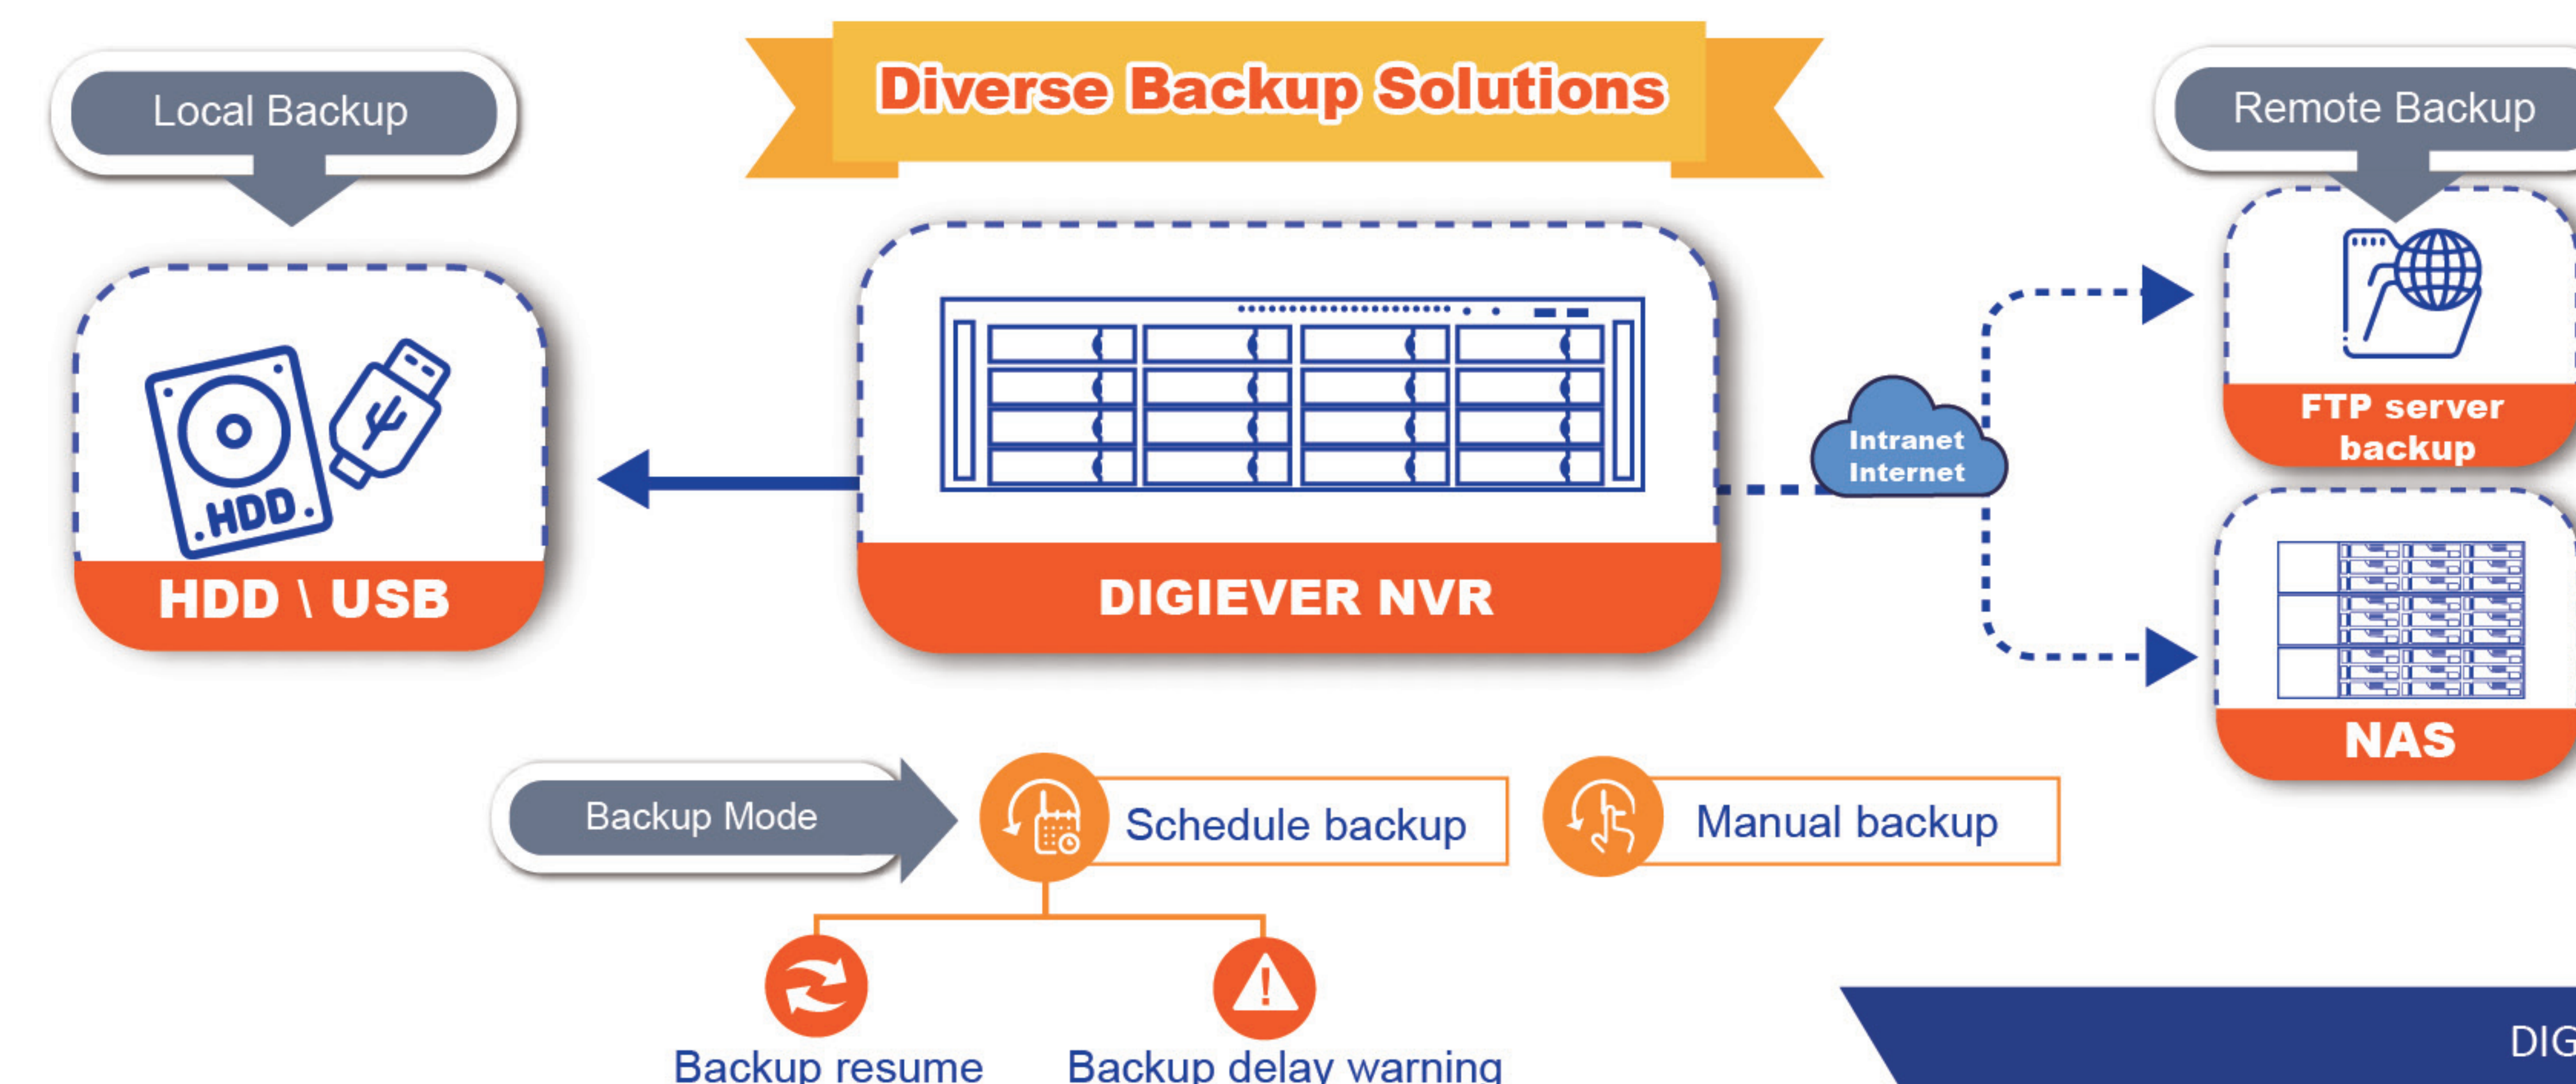 Local Backup
Diverse Backup Solutions
Remote Backup
HDD
HDD \ USB
DIGIEVER NVR
Intranet
Internet
FTP server
backup
NAS
Backup Mode
Schedule backup
Manual backup
Backup resume
Backup delay warning
DIG